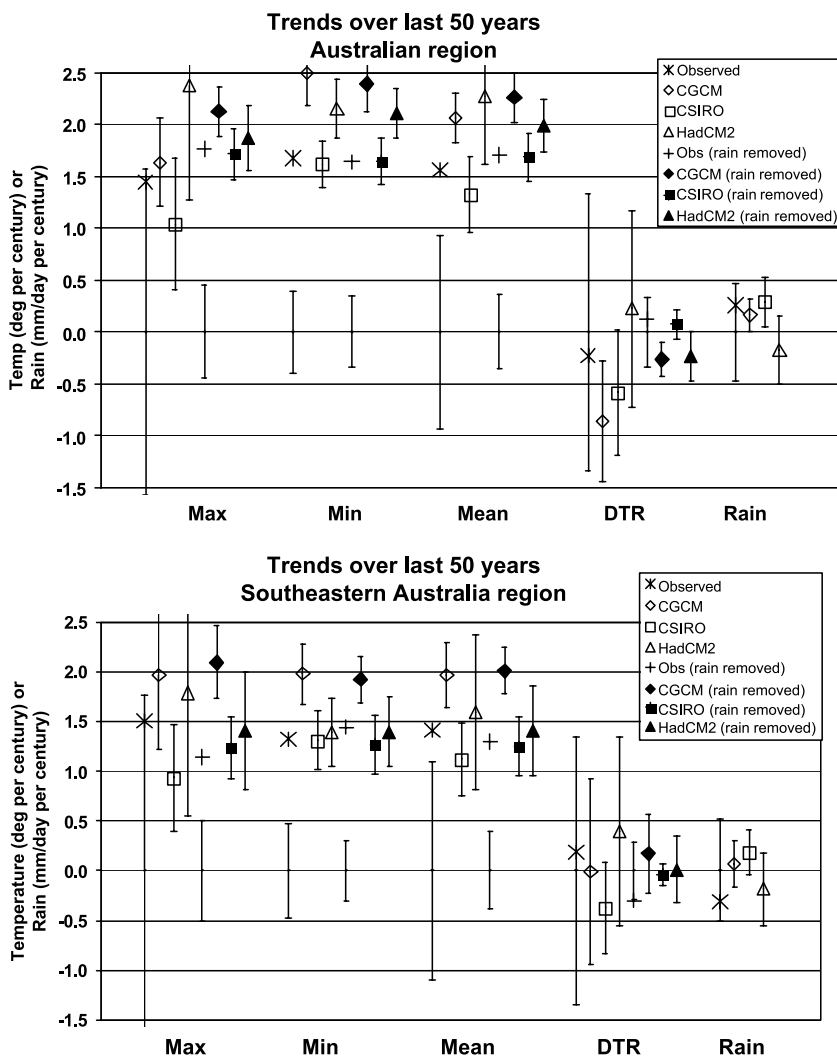 Trends over last 50 years
Australian region
Temp (deg per century) or
Rain (mm/day per century)
2.5
2.0
1.5
1.0
0.5
0.0
-0.5
-1.0
-1.5
Observed
CGCM
CSIRO
HadCM2
Obs (rain removed)
CGCM (rain removed)
CSIRO (rain removed)
HadCM2 (rain removed)
Max
Min
Mean
DTR
Rain
Trends over last 50 years
Southeastern Australia region
Temperature (deg per century) or
Rain (mm/day per century)
2.5
2.0
1.5
1.0
0.5
0.0
-0.5
-1.0
-1.5
Observed
CGCM
CSIRO
HadCM2
Obs (rain removed)
CGCM (rain removed)
CSIRO (rain removed)
HadCM2 (rain removed)
Max
Min
Mean
DTR
Rain